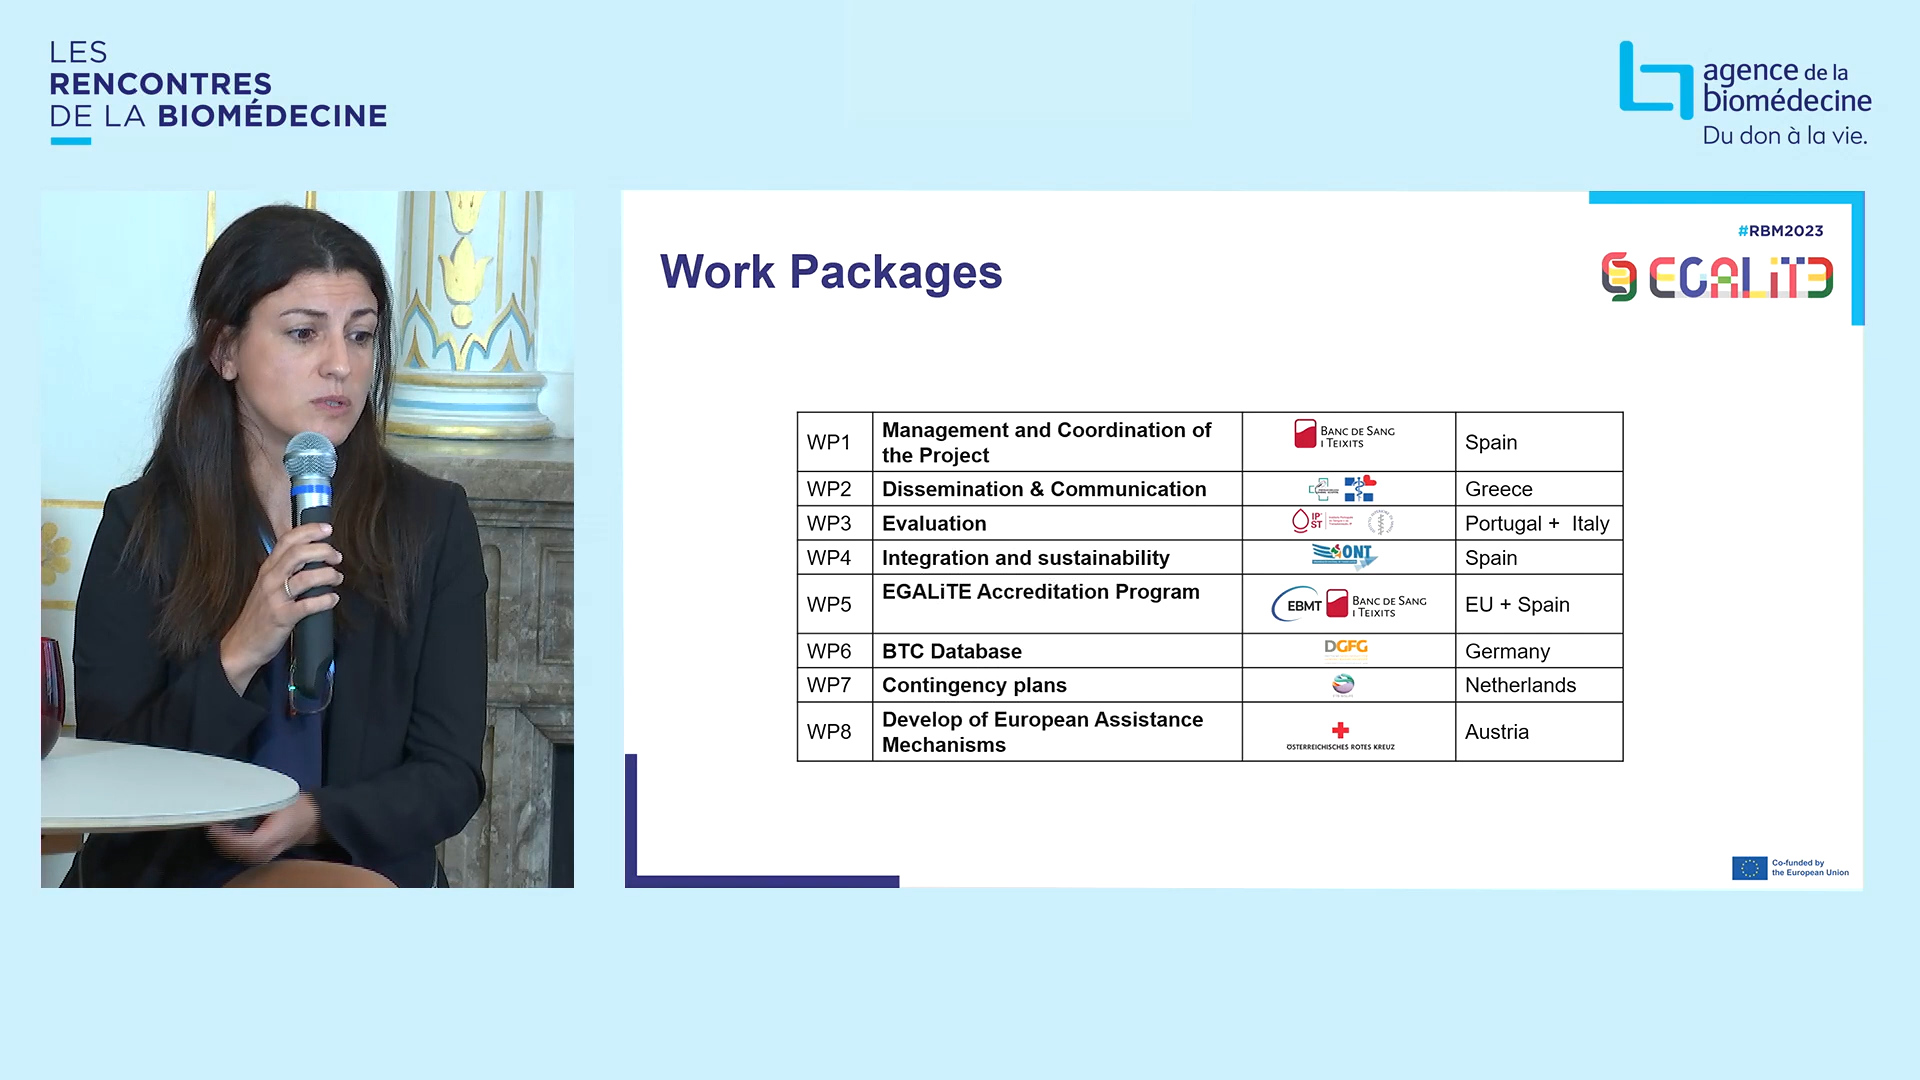 LES
RENCONTRES
DE LA BIOMÉDECINE
agence de la
biomédecine
Du don à la vie.
#RBM2023
EGALiTE
Work Packages
WP1 Management and Coordination of the Project BANC DE SANG I TEIXITS Spain
WP2 Dissemination & Communication Greece
WP3 Evaluation IP ST Portugal + Italy
WP4 Integration and sustainability ONT Spain
WP5 EGALiTE Accreditation Program EBMT BANC DE SANG I TEIXITS EU + Spain
WP6 BTC Database DGFG Germany
WP7 Contingency plans Netherlands
WP8 Develop of European Assistance Mechanisms ÖSTERREICHISCHES ROTES KREUZ Austria
Co-funded by
the European Union